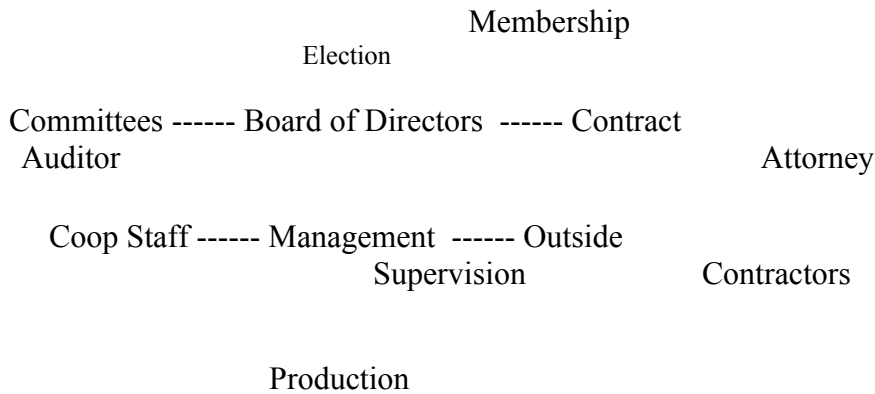 Membership
Election
Committees ------ Board of Directors ------ Contract
Auditor Attorney
Coop Staff ------ Management ------ Outside
Supervision Contractors
Production